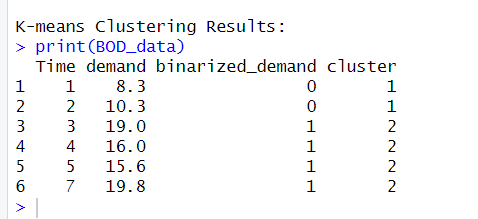 K-means Clustering Results:
> print(BOD_data)
  Time demand binarized_demand cluster
1    1    8.3                0       1
2    2   10.3                0       1
3    3   19.0                1       2
4    4   16.0                1       2
5    5   15.6                1       2
6    7   19.8                1       2
>